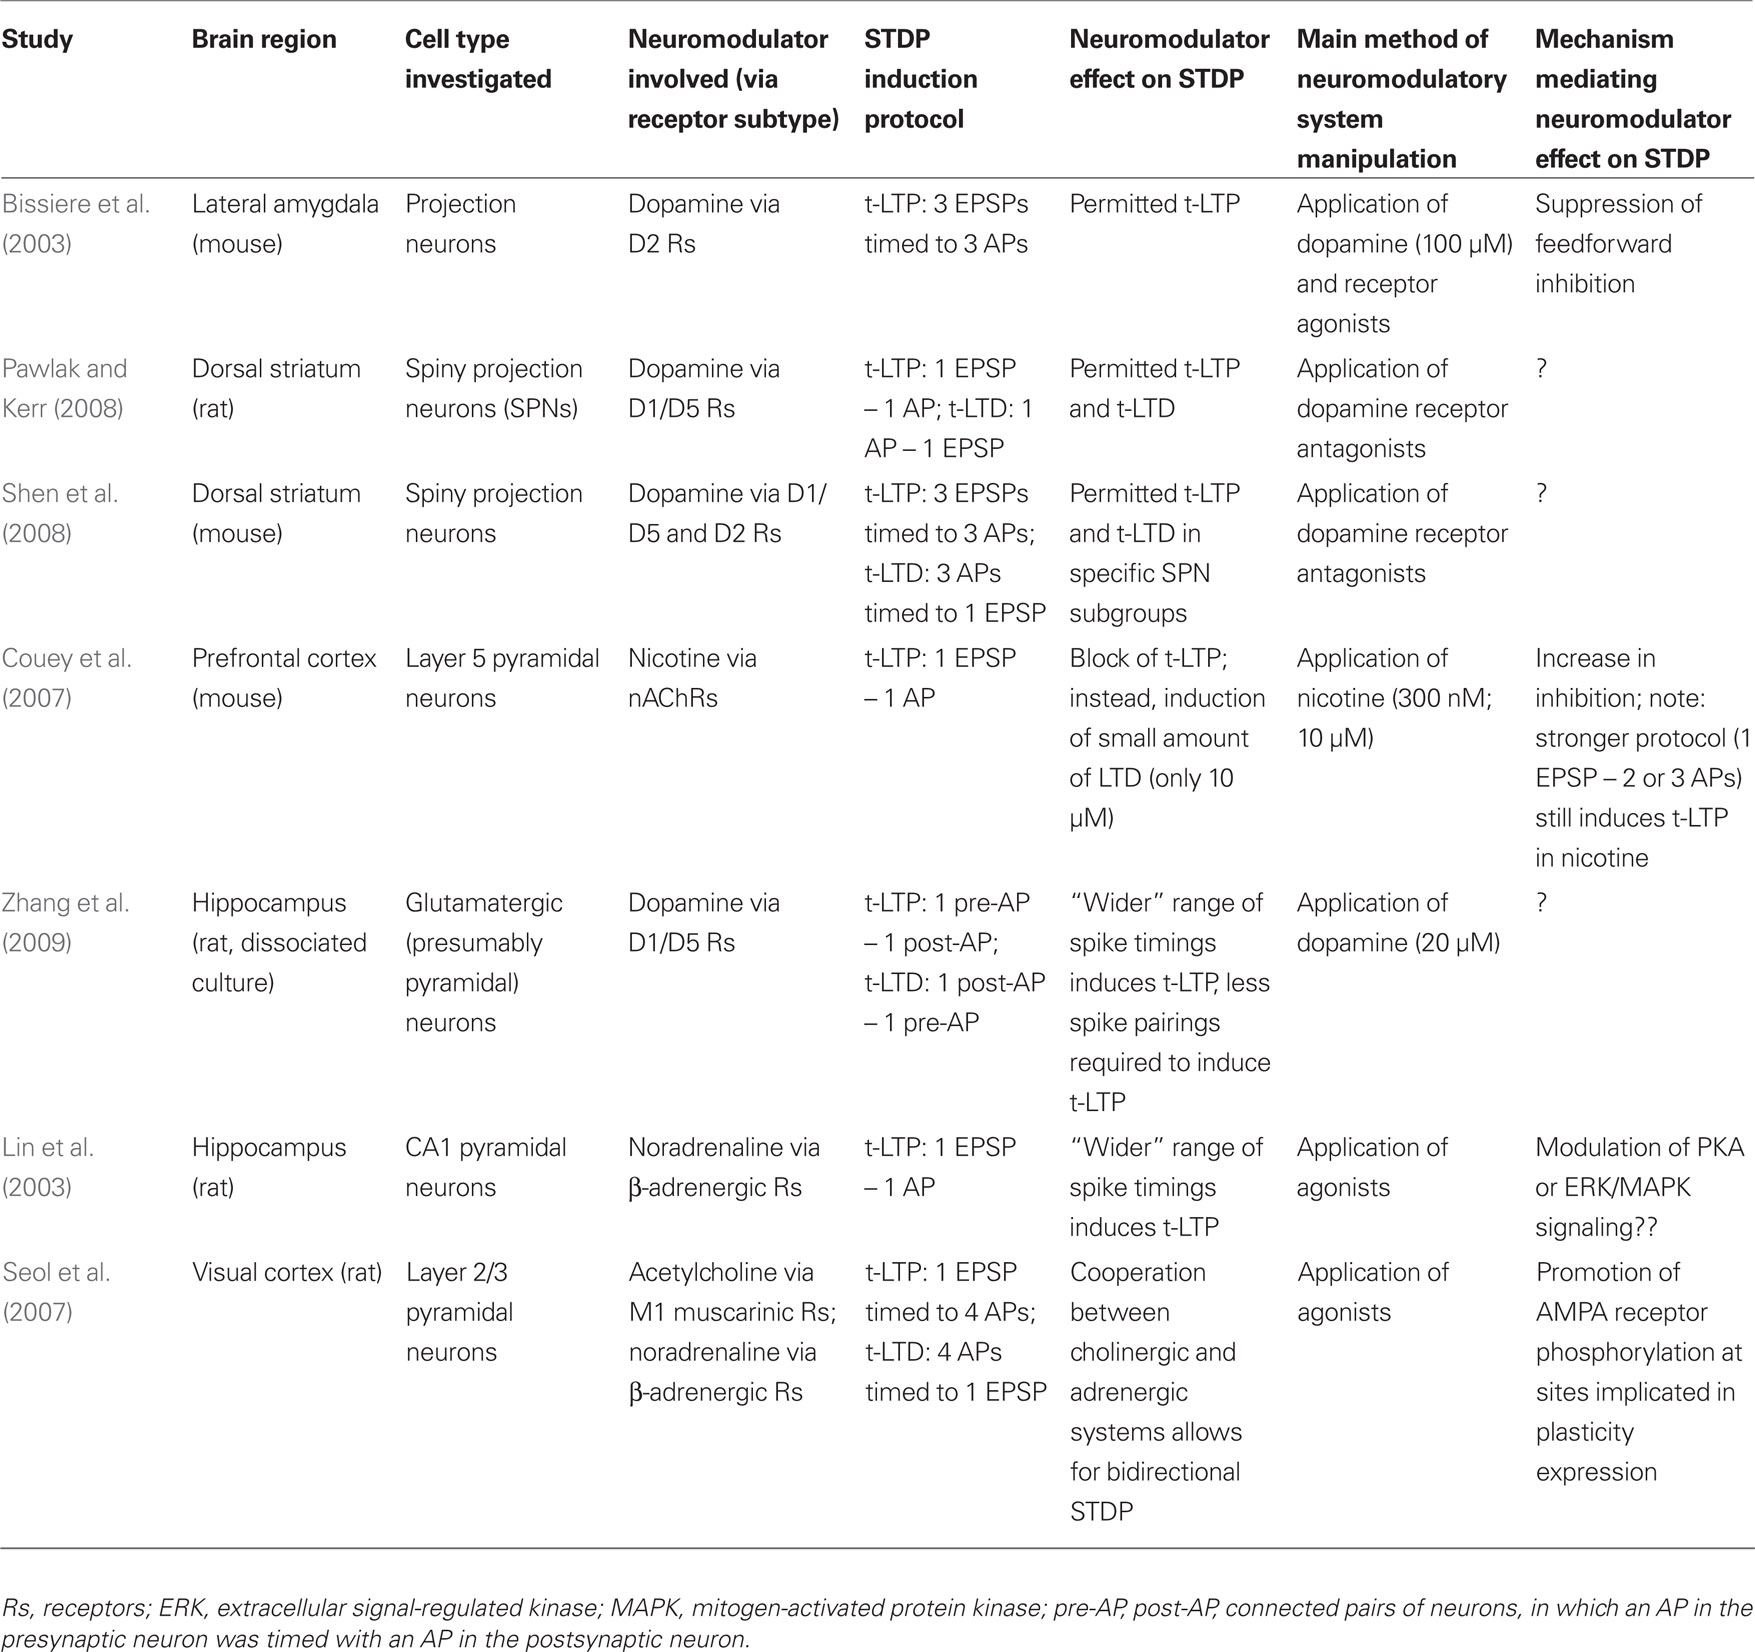 Study
Brain region
Cell type
investigated
Neuromodulator
involved (via
receptor subtype)
STDP
induction
protocol
Neuromodulator
effect on STDP
Main method of
neuromodulatory
system
manipulation
Mechanism
mediating
neuromodulator
effect on STDP
Bissiere et al.
(2003)
Lateral amygdala
(mouse)
Projection
neurons
Dopamine via
D2 Rs
t-LTP: 3 EPSPs
timed to 3 APs
Permitted t-LTP
Application of
dopamine (100 μM)
and receptor
agonists
Suppression of
feedforward
inhibition
Pawlak and
Kerr (2008)
Dorsal striatum
(rat)
Spiny projection
neurons (SPNs)
Dopamine via
D1/D5 Rs
t-LTP: 1 EPSP
– 1 AP; t-LTD: 1
AP – 1 EPSP
Permitted t-LTP
and t-LTD
Application of
dopamine receptor
antagonists
?
Shen et al.
(2008)
Dorsal striatum
(mouse)
Spiny projection
neurons
Dopamine via D1/
D5 and D2 Rs
t-LTP: 3 EPSPs
timed to 3 APs;
t-LTD: 3 APs
timed to 1 EPSP
Permitted t-LTP
and t-LTD in
specific SPN
subgroups
Application of
dopamine receptor
antagonists
?
Couey et al.
(2007)
Prefrontal cortex
(mouse)
Layer 5 pyramidal
neurons
Nicotine via
nAChRs
t-LTP: 1 EPSP
– 1 AP
Block of t-LTP;
instead, induction
of small amount
of LTD (only 10
μM)
Application of
nicotine (300 nM;
10 μM)
Increase in
inhibition; note:
stronger protocol (1
EPSP – 2 or 3 APs)
still induces t-LTP
in nicotine
Zhang et al.
(2009)
Hippocampus
(rat, dissociated
culture)
Glutamatergic
(presumably
pyramidal)
neurons
Dopamine via
D1/D5 Rs
t-LTP: 1 pre-AP
– 1 post-AP;
t-LTD: 1 post-AP
– 1 pre-AP
“Wider” range of
spike timings
induces t-LTP, less
spike pairings
required to induce
t-LTP
Application of
dopamine (20 μM)
?
Lin et al.
(2003)
Hippocampus
(rat)
CA1 pyramidal
neurons
Noradrenaline via
β-adrenergic Rs
t-LTP: 1 EPSP
– 1 AP
“Wider” range of
spike timings
induces t-LTP
Application of
agonists
Modulation of PKA
or ERK/MAPK
signaling??
Seol et al.
(2007)
Visual cortex (rat)
Layer 2/3
pyramidal
neurons
Acetylcholine via
M1 muscarinic Rs;
noradrenaline via
β-adrenergic Rs
t-LTP: 1 EPSP
timed to 4 APs;
t-LTD: 4 APs
timed to 1 EPSP
Cooperation
between
cholinergic and
adrenergic
systems allows
for bidirectional
STDP
Application of
agonists
Promotion of
AMPA receptor
phosphorylation at
sites implicated in
plasticity
expression
Rs, receptors; ERK, extracellular signal-regulated kinase; MAPK, mitogen-activated protein kinase; pre-AP, post-AP, connected pairs of neurons, in which an AP in the
presynaptic neuron was timed with an AP in the postsynaptic neuron.